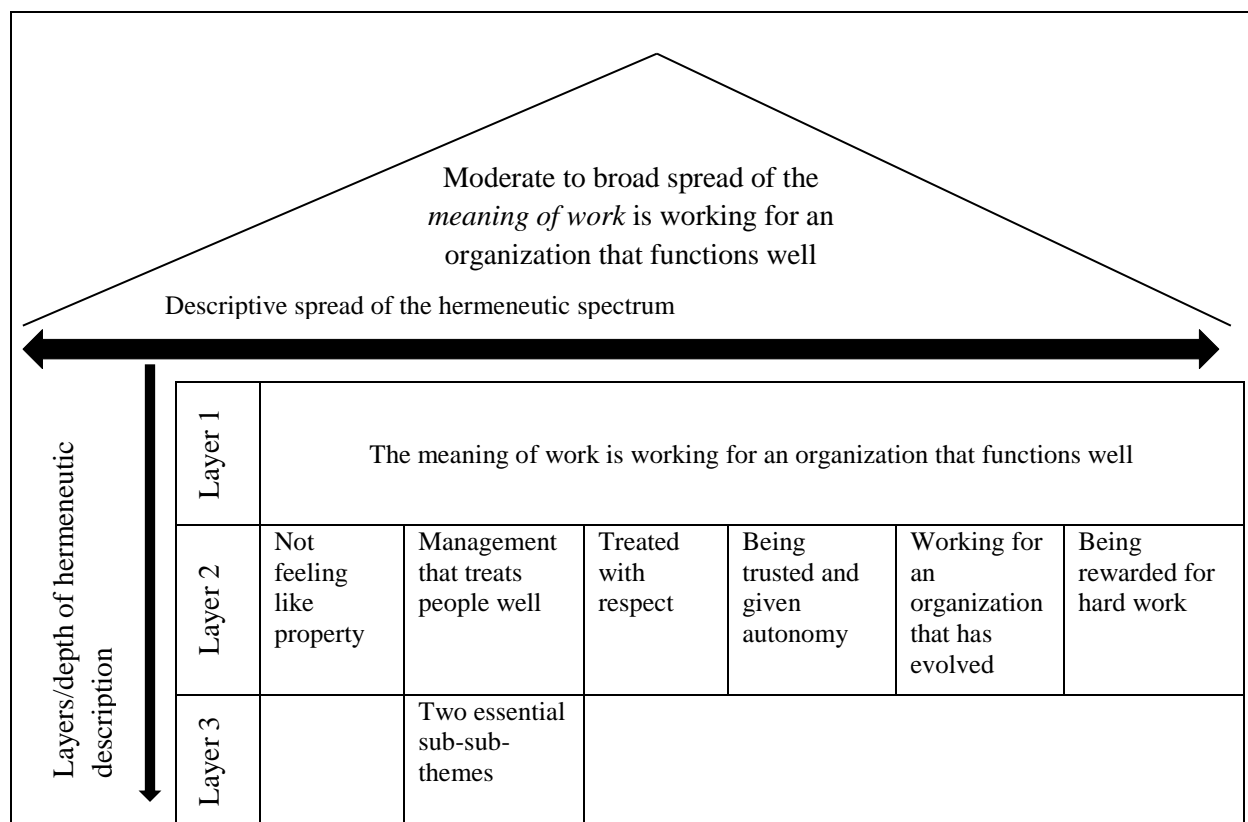 Moderate to broad spread of the
meaning of work is working for an
organization that functions well
Descriptive spread of the hermeneutic spectrum
Layers/depth of hermeneutic
description
Layer 1
The meaning of work is working for an organization that functions well
Layer 2
Not
feeling
like
property
Management
that treats
people well
Treated
with
respect
Being
trusted and
given
autonomy
Working for
an
organization
that has
evolved
Being
rewarded for
hard work
Layer 3
Two essential
sub-sub-
themes